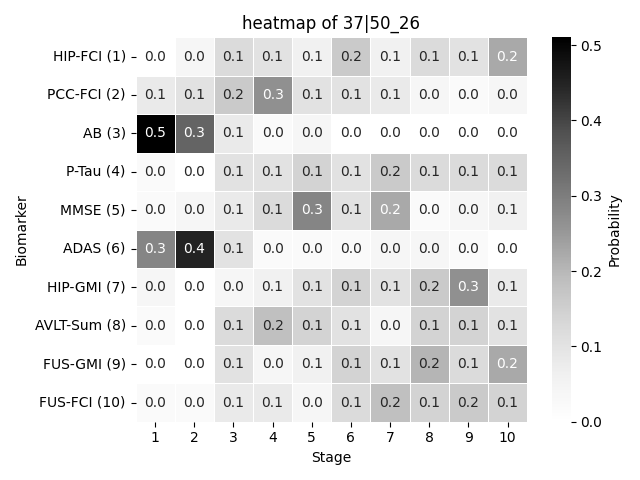 heatmap of 37|50_26
HIP-FCI (1) 0.0 0.0 0.1 0.1 0.1 0.2 0.1 0.1 0.1 0.2
PCC-FCI (2) 0.1 0.1 0.2 0.3 0.1 0.1 0.1 0.0 0.0 0.0
AB (3) 0.5 0.3 0.1 0.0 0.0 0.0 0.0 0.0 0.0 0.0
P-Tau (4) 0.0 0.0 0.1 0.1 0.1 0.1 0.2 0.1 0.1 0.1
MMSE (5) 0.0 0.0 0.1 0.1 0.3 0.1 0.2 0.0 0.0 0.1
ADAS (6) 0.3 0.4 0.1 0.0 0.0 0.0 0.0 0.0 0.0 0.0
HIP-GMI (7) 0.0 0.0 0.0 0.1 0.1 0.1 0.1 0.2 0.3 0.1
AVLT-Sum (8) 0.0 0.0 0.1 0.2 0.1 0.1 0.0 0.1 0.1 0.1
FUS-GMI (9) 0.0 0.0 0.1 0.0 0.1 0.1 0.1 0.2 0.1 0.2
FUS-FCI (10) 0.0 0.0 0.1 0.1 0.0 0.1 0.2 0.1 0.2 0.1
1 2 3 4 5 6 7 8 9 10
Stage
Biomarker
0.5
0.4
0.3
0.2
0.1
0.0
Probability